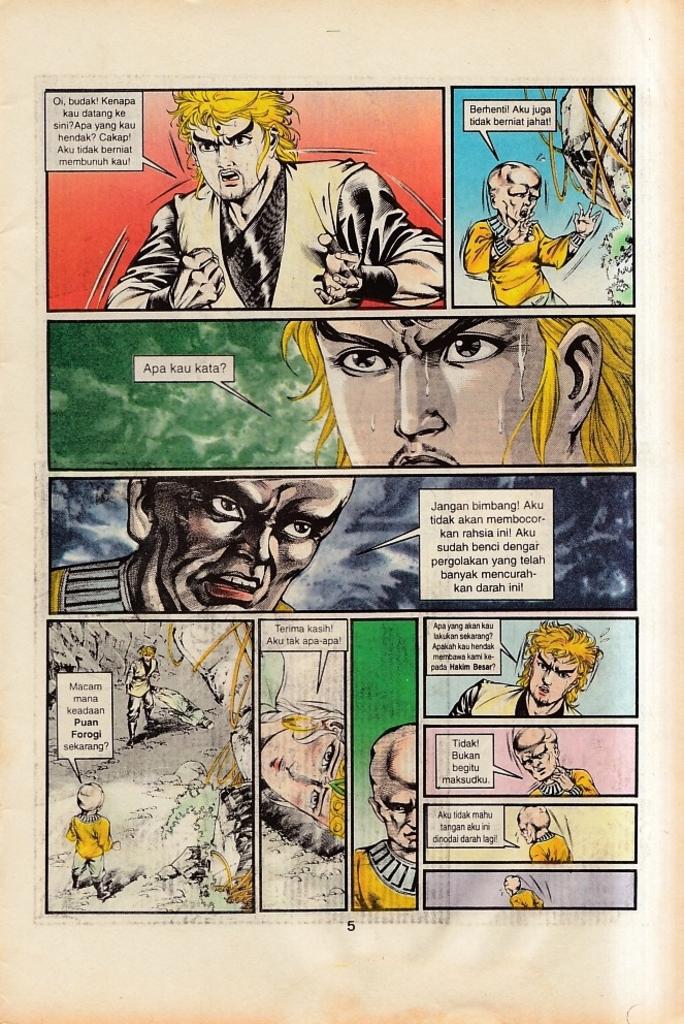 Oi, budak! Kenapa
kau datang ke
sini?Apa yang kau
hendak? Cakap!
Aku tidak berniat
membunuh kau!
Berhenti! Aku juga
tidak berniat jahat!
Apa kau kata?
Jangan bimbang! Aku
tidak akan membocor-
kan rahsia ini! Aku
sudah benci dengar
pergolakan yang telah
banyak mencurah-
kan darah ini!
Macam
mana
keadaan
Puan
Forogi
sekarang?
Terima kasih!
Aku tak apa-apa!
Apa yang akan kau
lakukan sekarang?
Apakah kau hendak
membawa kami ke-
pada Hakim Besar?
Tidak!
Bukan
begitu
maksudku.
Aku tidak mahu
tangan aku ini
dinodai darah lagi!
5